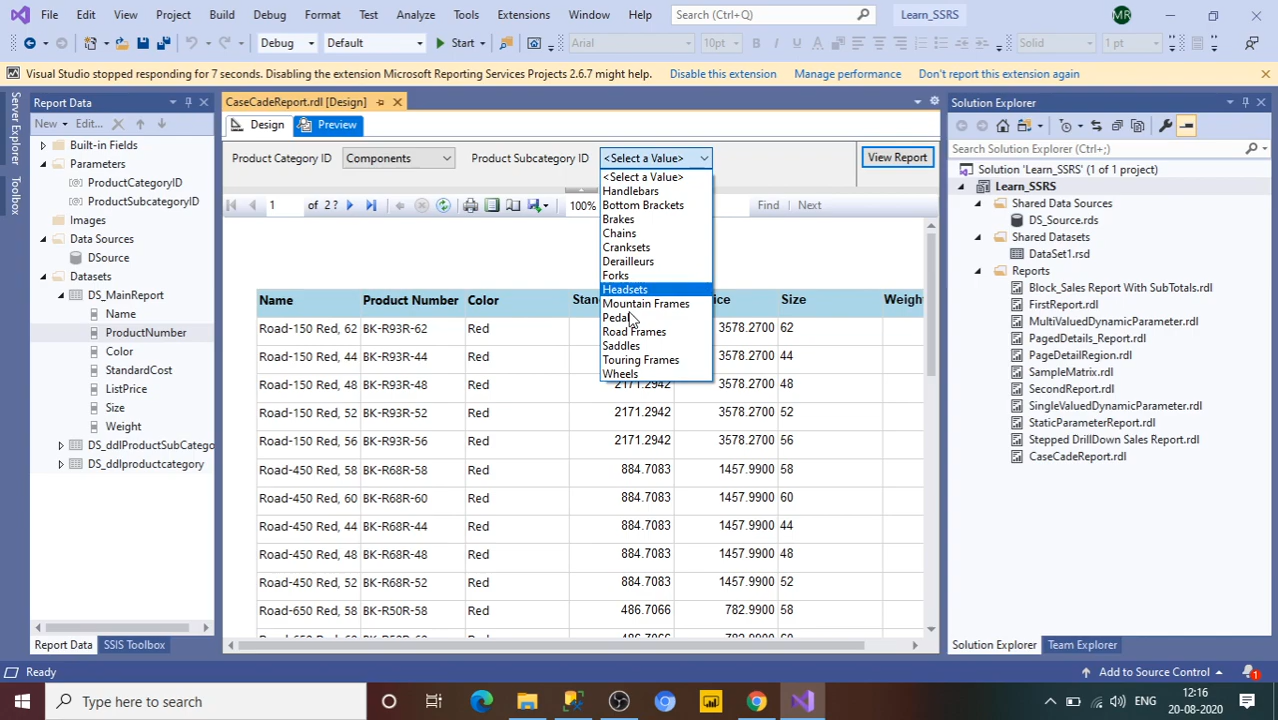 File Edit View Project Build Debug Format Test Analyze Tools Extensions Window Help Search (Ctrl+Q) Learn_SSRS MR
Debug Default Start Arial 10pt B I U A Solid 1 pt
Visual Studio stopped responding for 7 seconds. Disabling the extension Microsoft Reporting Services Projects 2.6.7 might help. Disable this extension Manage performance Don't report this extension again
Server Explorer
Toolbox
Report Data
New Edit...
Built-in Fields
Parameters
ProductCategoryID
ProductSubcategoryID
Images
Data Sources
DSource
Datasets
DS_MainReport
Name
ProductNumber
Color
StandardCost
ListPrice
Size
Weight
DS_ddlProductSubCatego
DS_ddlproductcategory
Report Data SSIS Toolbox
CaseCadeReport.rdl [Design]
Design Preview
Product Category ID Components Product Subcategory ID <Select a Value> View Report
1 of 2 ? 100% Find Next
<Select a Value>
Handlebars
Bottom Brackets
Brakes
Chains
Cranksets
Derailleurs
Forks
Headsets
Mountain Frames
Pedal
Road Frames
Saddles
Touring Frames
Wheels
Name Product Number Color Stan ice Size Weigh
Road-150 Red, 62 BK-R93R-62 Red 3578.2700 62
Road-150 Red, 44 BK-R93R-44 Red 3578.2700 44
Road-150 Red, 48 BK-R93R-48 Red 2171.2942 3578.2700 48
Road-150 Red, 52 BK-R93R-52 Red 2171.2942 3578.2700 52
Road-150 Red, 56 BK-R93R-56 Red 2171.2942 3578.2700 56
Road-450 Red, 58 BK-R68R-58 Red 884.7083 1457.9900 58
Road-450 Red, 60 BK-R68R-60 Red 884.7083 1457.9900 60
Road-450 Red, 44 BK-R68R-44 Red 884.7083 1457.9900 44
Road-450 Red, 48 BK-R68R-48 Red 884.7083 1457.9900 48
Road-450 Red, 52 BK-R68R-52 Red 884.7083 1457.9900 52
Road-650 Red, 58 BK-R50R-58 Red 486.7066 782.9900 58
Solution Explorer
Search Solution Explorer (Ctrl+;)
Solution 'Learn_SSRS' (1 of 1 project)
Learn_SSRS
Shared Data Sources
DS_Source.rds
Shared Datasets
DataSet1.rsd
Reports
Block_Sales Report With SubTotals.rdl
FirstReport.rdl
MultiValuedDynamicParameter.rdl
PagedDetails_Report.rdl
PageDetailRegion.rdl
SampleMatrix.rdl
SecondReport.rdl
SingleValuedDynamicParameter.rdl
StaticParameterReport.rdl
Stepped DrillDown Sales Report.rdl
CaseCadeReport.rdl
Solution Explorer Team Explorer
Ready Add to Source Control 1
Type here to search ENG 12:16
20-08-2020